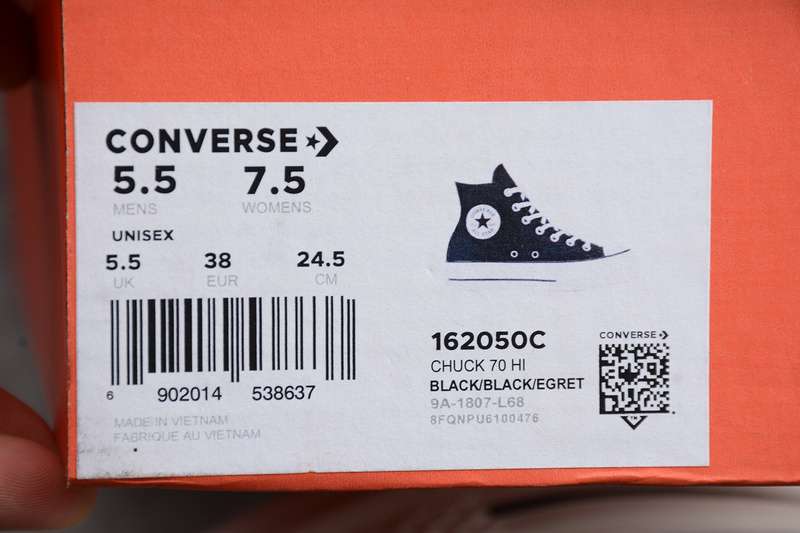 CONVERSE
5.5 7.5
MENS WOMENS
UNISEX
5.5 38 24.5
UK EUR CM
6 902014 538637
MADE IN VIETNAM
FABRIQUE AU VIETNAM
162050C
CHUCK 70 HI
BLACK/BLACK/EGRET
9A-1807-L68
8FQNPU6100476
CONVERSE